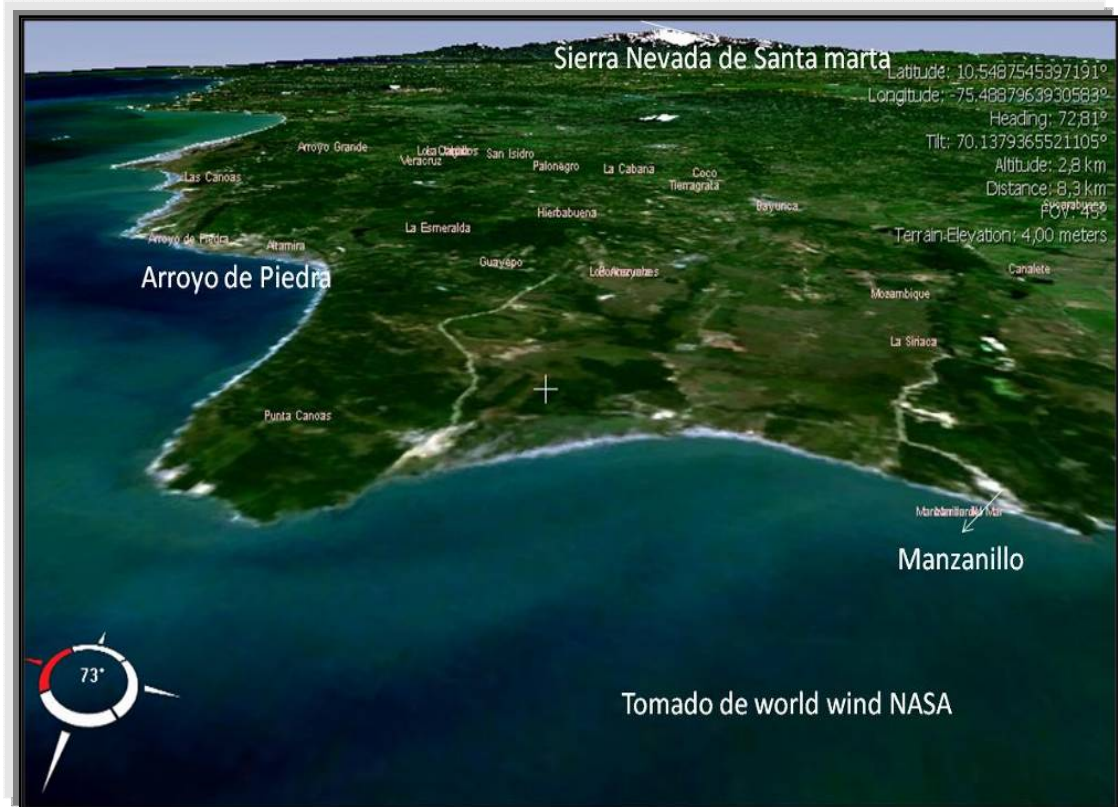 Sierra Nevada de Santa marta
Latitude: 10.5487545397191°
Longitude: -75.4887963930583°
Heading: 72,81°
Tilt: 70.1379365521105°
Altitude: 2,8 km
Distance: 8,3 km
FOV: 45°
Terrain Elevation: 4,00 meters
Arroyo Grande
Veracruz
San Isidro
Palonegro
La Cabana
Coco
Tierragrata
Las Canoas
Bayunca
Hierbabuena
La Esmeralda
Arroyo de Piedra
Altamira
Guayepo
Canalete
Arroyo de Piedra
Mozambique
La Siriaca
Punta Canoas
Mar
Manzanillo
73°
Tomado de world wind NASA